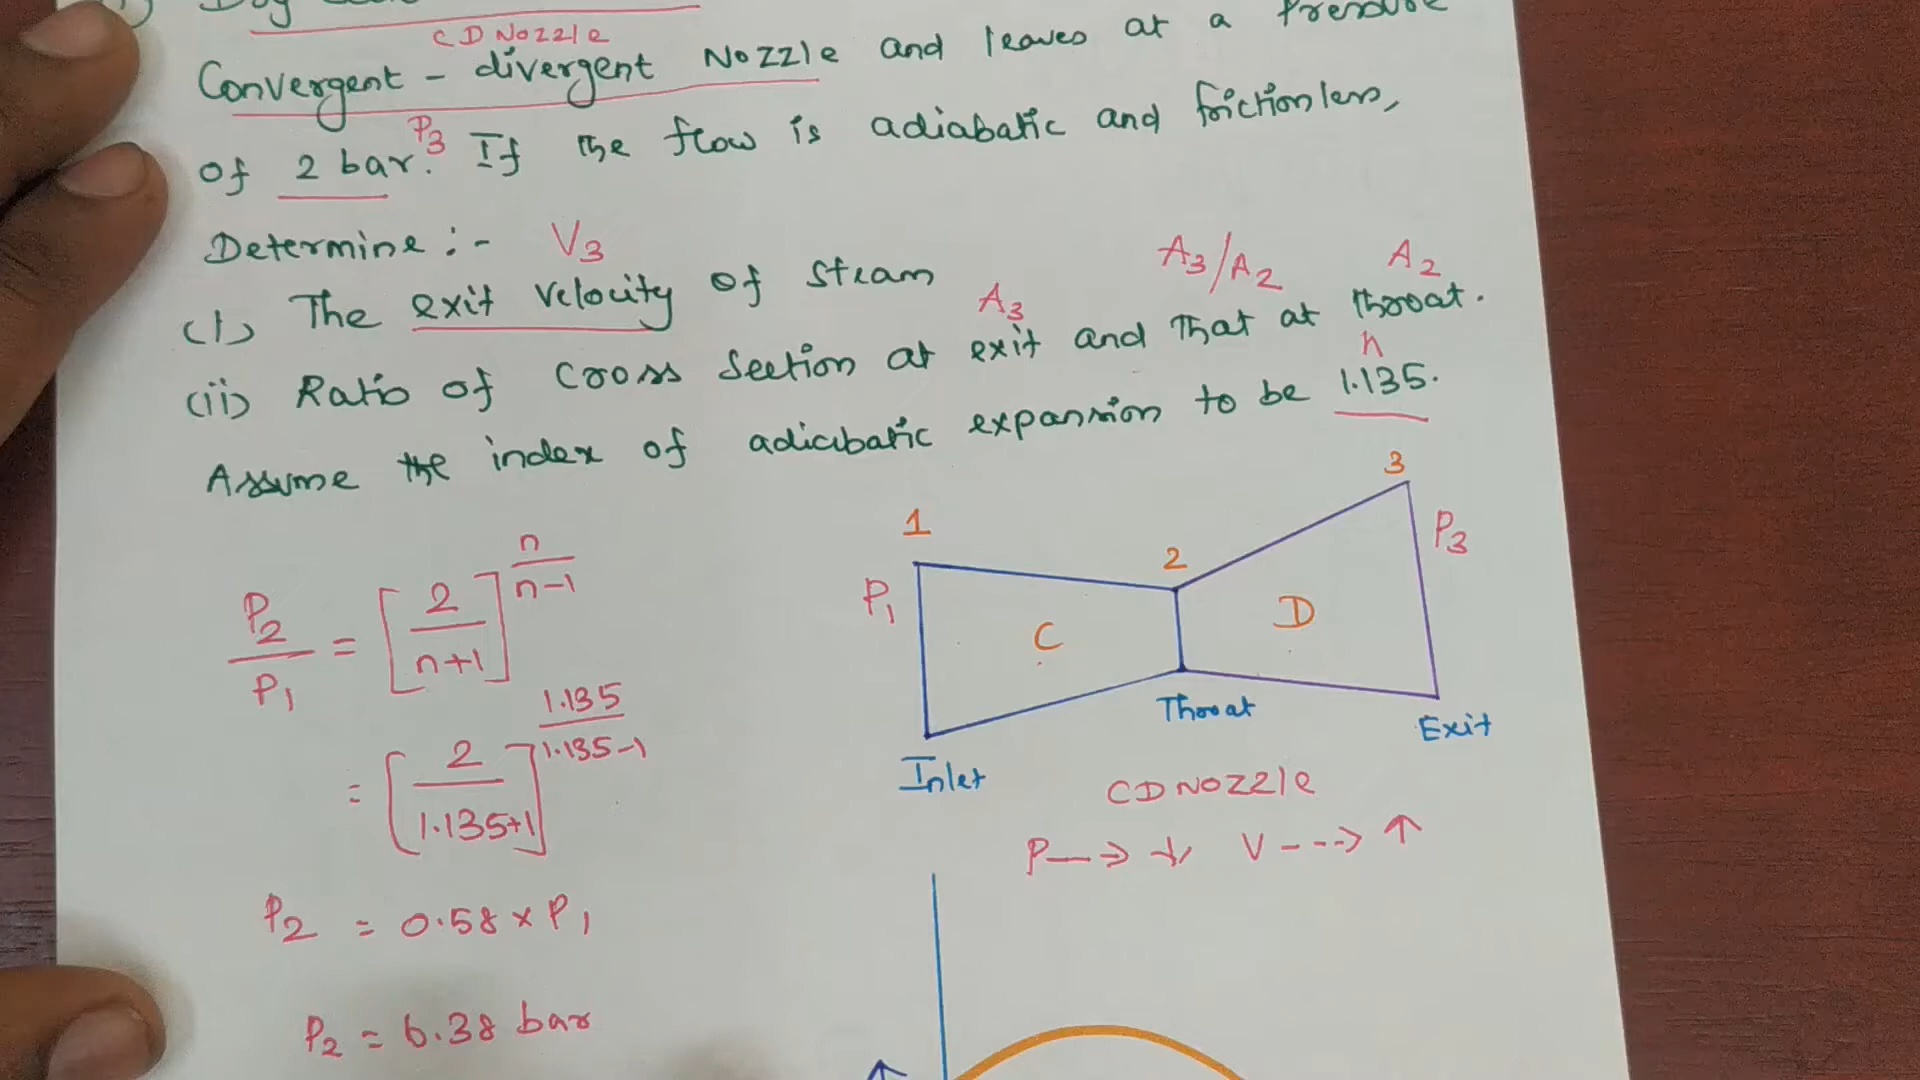 CD Nozzle
Convergent - divergent Nozzle and leaves at a Pressure
P3
of 2 bar. If the flow is adiabatic and frictionless,
Determine :- V3
(i) The exit velocity of steam
A3 A3/A2 A2
(ii) Ratio of cross section at exit and that at throat.
n
Assume the index of adiabatic expansion to be 1.135.
P2/P1 = [2/n+1] n/n-1
= [2/1.135+1] 1.135/1.135-1
P2 = 0.58 x P1
P2 = 6.38 bar
1
2
3
P1
C
D
P3
Inlet
Throat
Exit
CD NOZZle
P—→ ↓ V---→ ↑